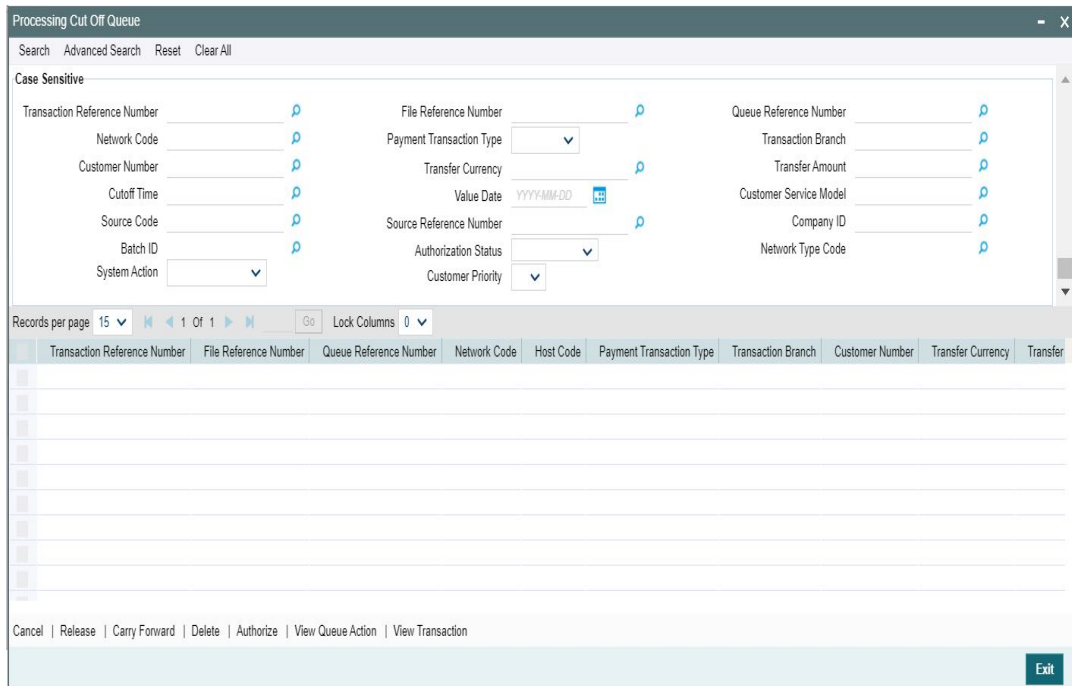 Processing Cut Off Queue - X
Search Advanced Search Reset Clear All
Case Sensitive
Transaction Reference Number File Reference Number Queue Reference Number
Network Code Payment Transaction Type Transaction Branch
Customer Number Transfer Currency Transfer Amount
Cutoff Time Value Date YYYY-MM-DD Customer Service Model
Source Code Source Reference Number Company ID
Batch ID Authorization Status Network Type Code
System Action Customer Priority
Records per page 15 1 Of 1 Go Lock Columns 0
Transaction Reference Number File Reference Number Queue Reference Number Network Code Host Code Payment Transaction Type Transaction Branch Customer Number Transfer Currency Transfer
Cancel | Release | Carry Forward | Delete | Authorize | View Queue Action | View Transaction
Exit